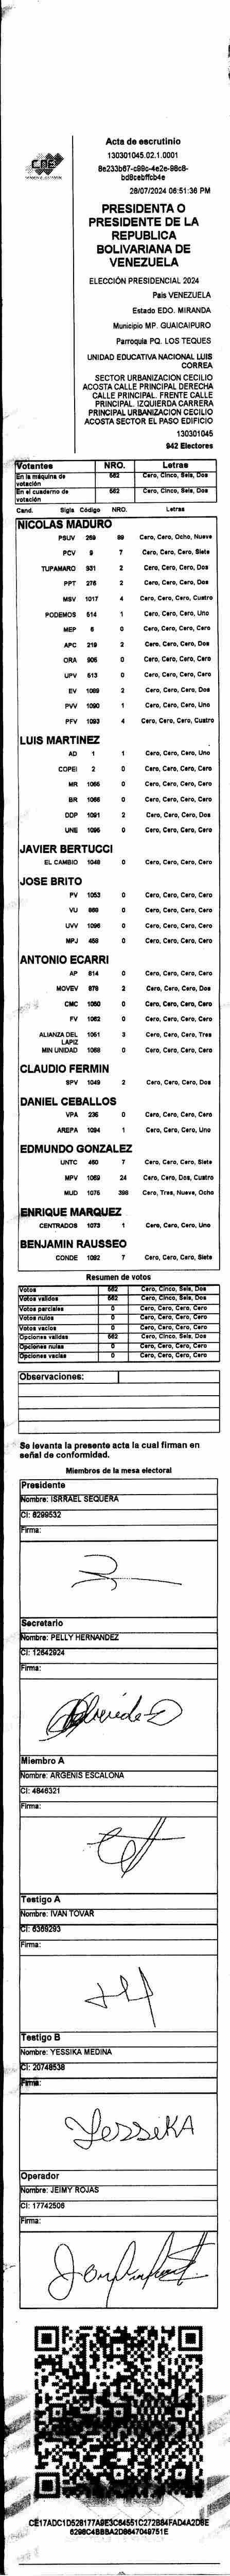 CNE
Acta de escrutinio
130301045.02.1.0001
8e233b67-c89c-4e2e-98c8-
bd8cebffcb4e
28/07/2024 06:51:36 PM
PRESIDENTA O
PRESIDENTE DE LA
REPUBLICA
BOLIVARIANA DE
VENEZUELA
ELECCIÓN PRESIDENCIAL 2024
Pais VENEZUELA
Estado EDO. MIRANDA
Municipio MP. GUAICAIPURO
Parroquia PQ. LOS TEQUES
UNIDAD EDUCATIVA NACIONAL LUIS
CORREA
SECTOR URBANIZACION CECILIO
ACOSTA CALLE PRINCIPAL DERECHA
CALLE PRINCIPAL. FRENTE CALLE
PRINCIPAL. IZQUIERDA CARRERA
PRINCIPAL URBANIZACION CECILIO
ACOSTA SECTOR EL PASO EDIFICIO
130301045
942 Electores
Votantes NRO. Letras
En la máquina de votación 562 Cero, Cinco, Seis, Dos
En el cuaderno de votación 562 Cero, Cinco, Seis, Dos
Cand. Sigla Código NRO. Letras
NICOLAS MADURO
PSUV 269 89 Cero, Cero, Ocho, Nueve
PCV 9 7 Cero, Cero, Cero, Siete
TUPAMARO 931 2 Cero, Cero, Cero, Dos
PPT 276 2 Cero, Cero, Cero, Dos
MSV 1017 4 Cero, Cero, Cero, Cuatro
PODEMOS 514 1 Cero, Cero, Cero, Uno
MEP 6 0 Cero, Cero, Cero, Cero
APC 219 2 Cero, Cero, Cero, Dos
ORA 905 0 Cero, Cero, Cero, Cero
UPV 513 0 Cero, Cero, Cero, Cero
EV 1089 2 Cero, Cero, Cero, Dos
PVV 1090 1 Cero, Cero, Cero, Uno
PFV 1093 4 Cero, Cero, Cero, Cuatro
LUIS MARTINEZ
AD 1 1 Cero, Cero, Cero, Uno
COPEI 2 0 Cero, Cero, Cero, Cero
MR 1065 0 Cero, Cero, Cero, Cero
BR 1066 0 Cero, Cero, Cero, Cero
DDP 1091 2 Cero, Cero, Cero, Dos
UNE 1095 0 Cero, Cero, Cero, Cero
JAVIER BERTUCCI
EL CAMBIO 1048 0 Cero, Cero, Cero, Cero
JOSE BRITO
PV 1053 0 Cero, Cero, Cero, Cero
VU 869 0 Cero, Cero, Cero, Cero
UVV 1096 0 Cero, Cero, Cero, Cero
MPJ 458 0 Cero, Cero, Cero, Cero
ANTONIO ECARRI
AP 814 0 Cero, Cero, Cero, Cero
MOVEV 878 2 Cero, Cero, Cero, Dos
CMC 1050 0 Cero, Cero, Cero, Cero
FV 1062 0 Cero, Cero, Cero, Cero
ALIANZA DEL LAPIZ 1061 3 Cero, Cero, Cero, Tres
MIN UNIDAD 1088 0 Cero, Cero, Cero, Cero
CLAUDIO FERMIN
SPV 1049 2 Cero, Cero, Cero, Dos
DANIEL CEBALLOS
VPA 236 0 Cero, Cero, Cero, Cero
AREPA 1094 1 Cero, Cero, Cero, Uno
EDMUNDO GONZALEZ
UNTC 460 7 Cero, Cero, Cero, Siete
MPV 1069 24 Cero, Cero, Dos, Cuatro
MUD 1075 398 Cero, Tres, Nueve, Ocho
ENRIQUE MARQUEZ
CENTRADOS 1073 1 Cero, Cero, Cero, Uno
BENJAMIN RAUSSEO
CONDE 1092 7 Cero, Cero, Cero, Siete
Resumen de votos
Votos 562 Cero, Cinco, Seis, Dos
Votos validos 562 Cero, Cinco, Seis, Dos
Votos parciales 0 Cero, Cero, Cero, Cero
Votos nulos 0 Cero, Cero, Cero, Cero
Votos vacios 0 Cero, Cero, Cero, Cero
Opciones validas 562 Cero, Cinco, Seis, Dos
Opciones nulas 0 Cero, Cero, Cero, Cero
Opciones vacias 0 Cero, Cero, Cero, Cero
Observaciones:
Se levanta la presente acta la cual firman en
señal de conformidad.
Miembros de la mesa electoral
Presidente
Nombre: ISRRAEL SEQUERA
CI: 6299532
Firma:
Secretario
Nombre: PELLY HERNANDEZ
CI: 12642924
Firma:
Miembro A
Nombre: ARGENIS ESCALONA
CI: 4846321
Firma:
Testigo A
Nombre: IVAN TOVAR
CI: 6369293
Firma:
Testigo B
Nombre: YESSIKA MEDINA
CI: 20748538
Firma:
YessiKA
Operador
Nombre: JEIMY ROJAS
CI: 17742506
Firma: